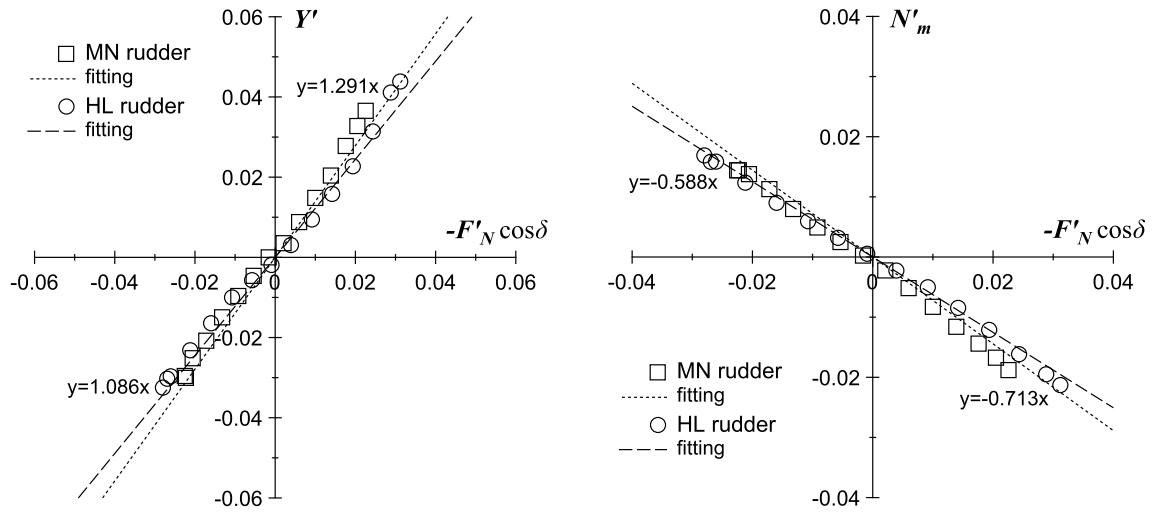 0.06
Y'
MN rudder
fitting
HL rudder
fitting
0.04
y=1.291x
0.02
-F'N cosδ
-0.06
-0.04
-0.02
0
0.02
0.04
0.06
-0.02
y=1.086x
-0.04
-0.06
0.04
N'm
0.02
y=-0.588x
-F'N cosδ
-0.04
-0.02
0
0.02
0.04
MN rudder
fitting
HL rudder
fitting
-0.02
y=-0.713x
-0.04